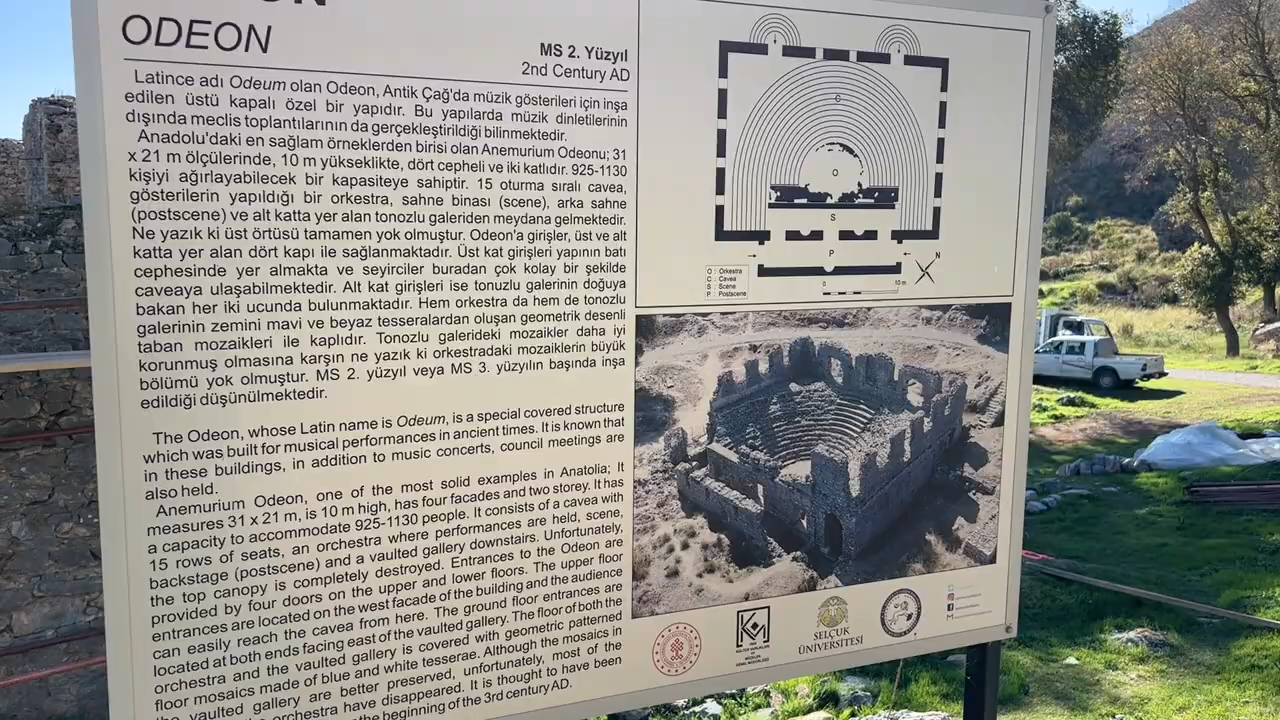 ODEON
MS 2. Yüzyıl
2nd Century AD
Latince adı Odeum olan Odeon, Antik Çağ'da müzik gösterileri için inşa
edilen üstü kapalı özel bir yapıdır. Bu yapılarda müzik dinletilerinin
dışında meclis toplantılarının da gerçekleştirildiği bilinmektedir.
Anadolu'daki en sağlam örneklerden birisi olan Anemurium Odeonu; 31
x 21 m ölçülerinde, 10 m yükseklikte, dört cepheli ve iki katlıdır. 925-1130
kişiyi ağırlayabilecek bir kapasiteye sahiptir. 15 oturma sıralı cavea,
gösterilerin yapıldığı bir orkestra, sahne binası (scene), arka sahne
(postscene) ve alt katta yer alan tonozlu galeriden meydana gelmektedir.
Ne yazık ki üst örtüsü tamamen yok olmuştur. Odeon'a girişler, üst ve alt
katta yer alan dört kapı ile sağlanmaktadır. Üst kat girişleri yapının batı
cephesinde yer almakta ve seyirciler buradan çok kolay bir şekilde
caveaya ulaşabilmektedir. Alt kat girişleri ise tonuzlu galerinin doğuya
bakan her iki ucunda bulunmaktadır. Hem orkestra da hem de tonozlu
galerinin zemini mavi ve beyaz tesseralardan oluşan geometrik desenli
taban mozaikleri ile kaplıdır. Tonozlu galerideki mozaikler daha iyi
korunmuş olmasına karşın ne yazık ki orkestradaki mozaiklerin büyük
bölümü yok olmuştur. MS 2. yüzyıl veya MS 3. yüzyılın başında inşa
edildiği düşünülmektedir.
The Odeon, whose Latin name is Odeum, is a special covered structure
which was built for musical performances in ancient times. It is known that
in these buildings, in addition to music concerts, council meetings are
also held.
Anemurium Odeon, one of the most solid examples in Anatolia; It
measures 31 x 21 m, is 10 m high, has four facades and two storey. It has
a capacity to accommodate 925-1130 people. It consists of a cavea with
15 rows of seats, an orchestra where performances are held, scene,
backstage (postscene) and a vaulted gallery downstairs. Unfortunately,
the top canopy is completely destroyed. Entrances to the Odeon are
provided by four doors on the upper and lower floors. The upper floor
entrances are located on the west facade of the building and the audience
can easily reach the cavea from here. The ground floor entrances are
located at both ends facing east of the vaulted gallery. The floor of both the
orchestra and the vaulted gallery is covered with geometric patterned
floor mosaics made of blue and white tesserae. Although the mosaics in
the vaulted gallery are better preserved, unfortunately, most of the
orchestra have disappeared. It is thought to have been
the beginning of the 3rd century AD.
C
O
S
P
N
O : Orkestra
C : Cavea
S : Scene
P : Postscene
0
10 m
KÜLTÜR VARLIKLARI
VE
MÜZELER
GENEL MÜDÜRLÜĞÜ
SELÇUK
ÜNİVERSİTESİ